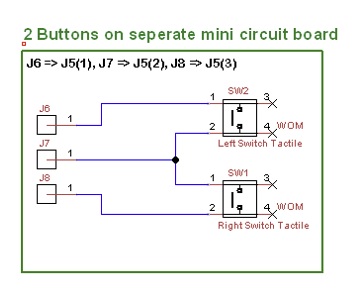 2 Buttons on seperate mini circuit board
J6 => J5(1), J7 => J5(2), J8 => J5(3)
SW2
J6
1
1
3
2
4
WOM
Left Switch Tactile
J7
1
J8
1
SW1
1
3
2
4
WOM
Right Switch Tactile